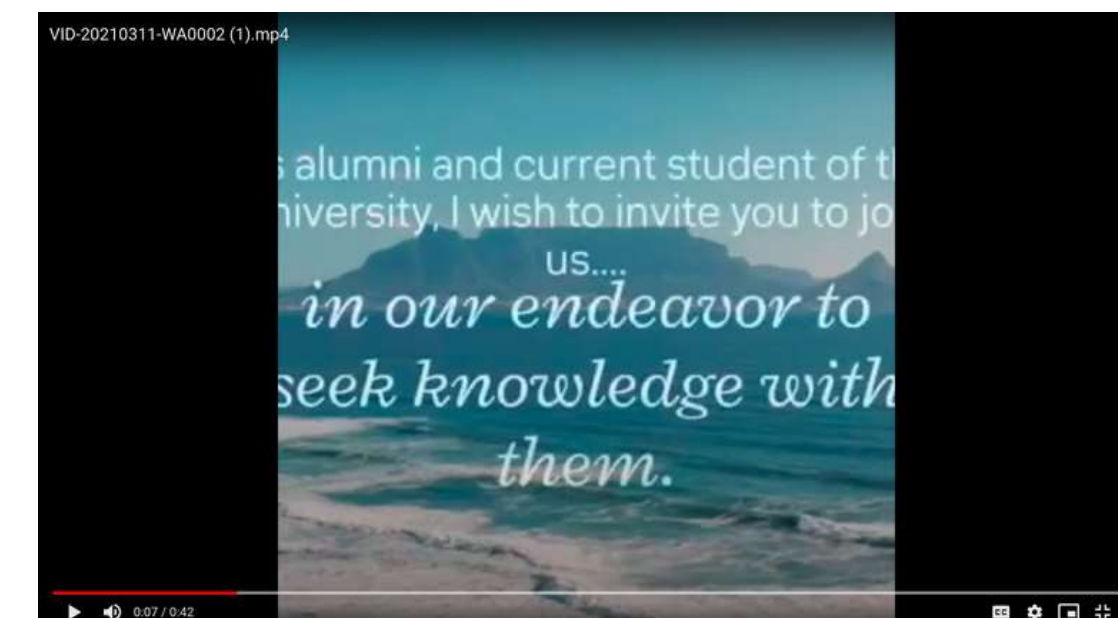 VID-20210311-WA0002 (1).mp4
alumni and current student of
I wish to invite you to
us....
in our endeavor to
seek knowledge with
them.
0:07 / 0:42
CC